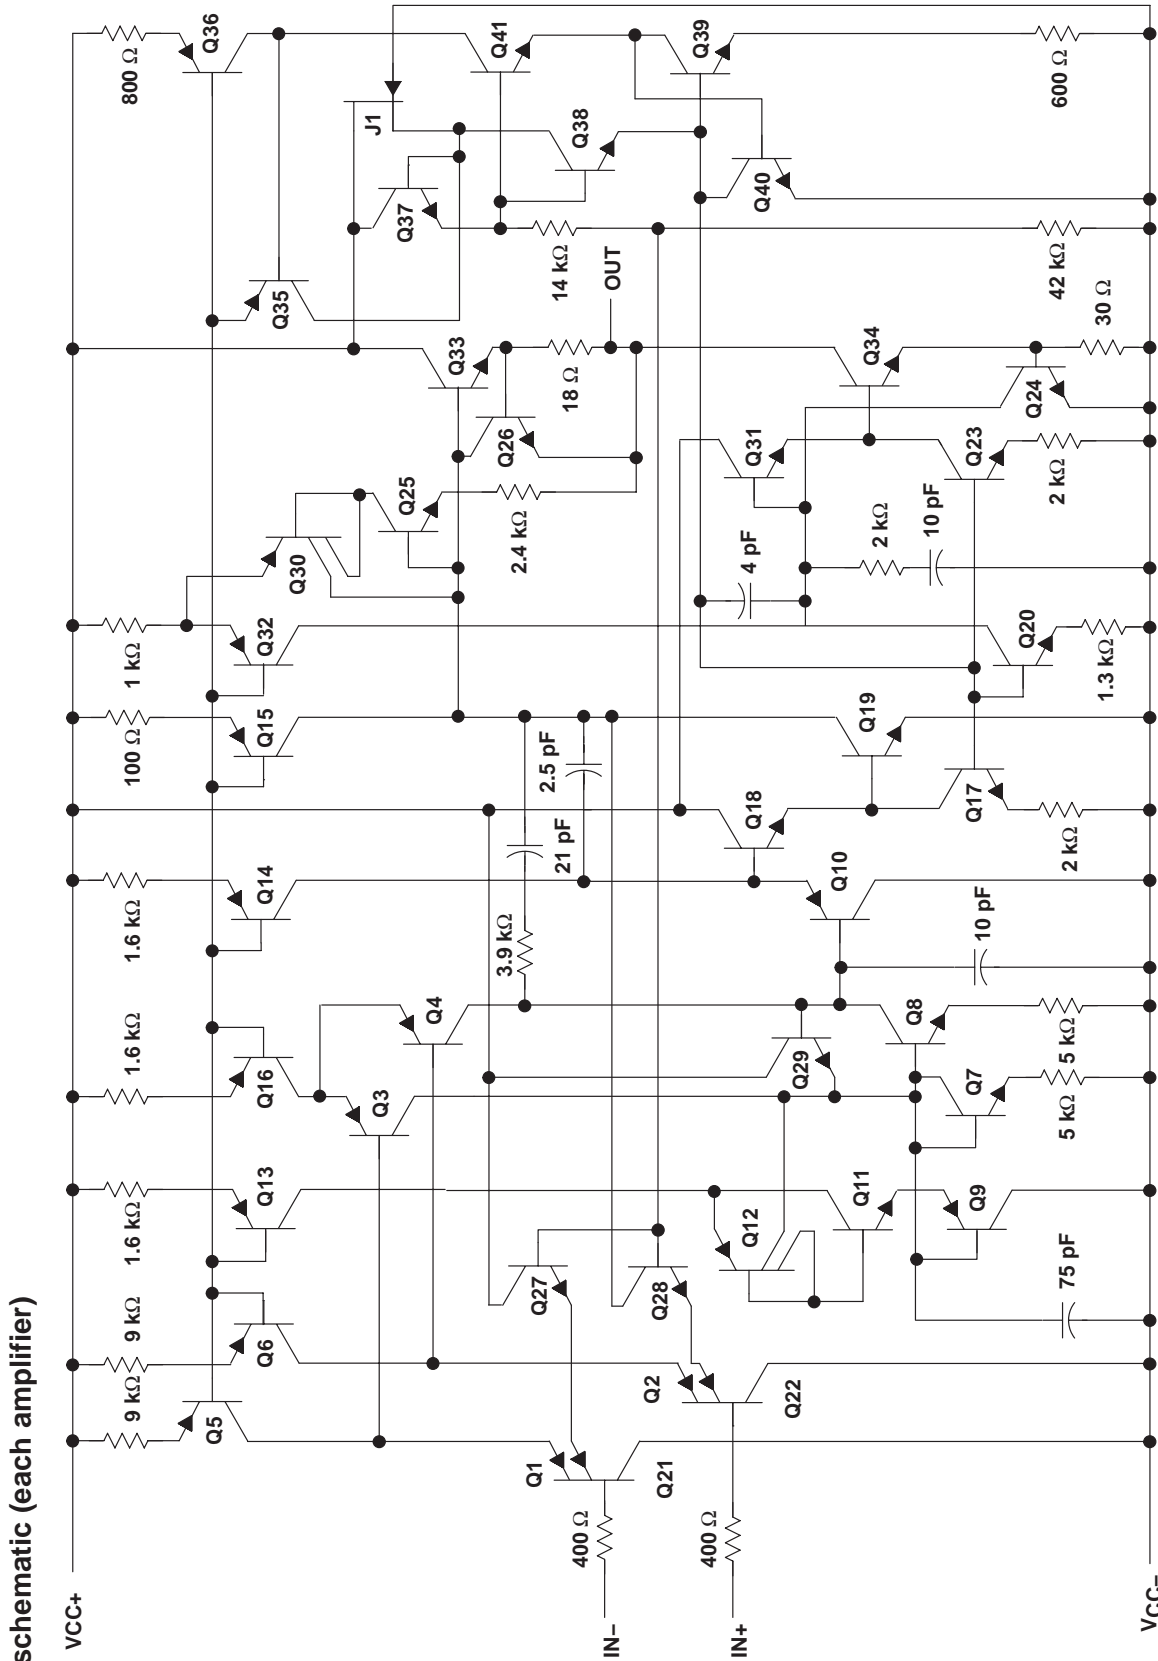 schematic (each amplifier)
VCC+
IN−
IN+
VCC−
400 Ω
400 Ω
9 kΩ
9 kΩ
1.6 kΩ
1.6 kΩ
1.6 kΩ
100 Ω
1 kΩ
800 Ω
Q5
Q6
Q13
Q16
Q14
Q15
Q32
Q30
Q35
Q36
Q3
Q4
Q25
Q33
Q37
J1
Q41
Q26
2.4 kΩ
18 Ω
14 kΩ
OUT
Q38
Q39
Q1
Q21
Q2
Q22
Q27
Q28
Q12
Q11
Q9
75 pF
Q29
Q7
Q8
5 kΩ
5 kΩ
3.9 kΩ
21 pF
2.5 pF
Q10
10 pF
Q18
Q19
Q17
2 kΩ
Q20
1.3 kΩ
4 pF
2 kΩ
10 pF
Q31
Q34
Q23
Q24
2 kΩ
30 Ω
Q40
42 kΩ
600 Ω